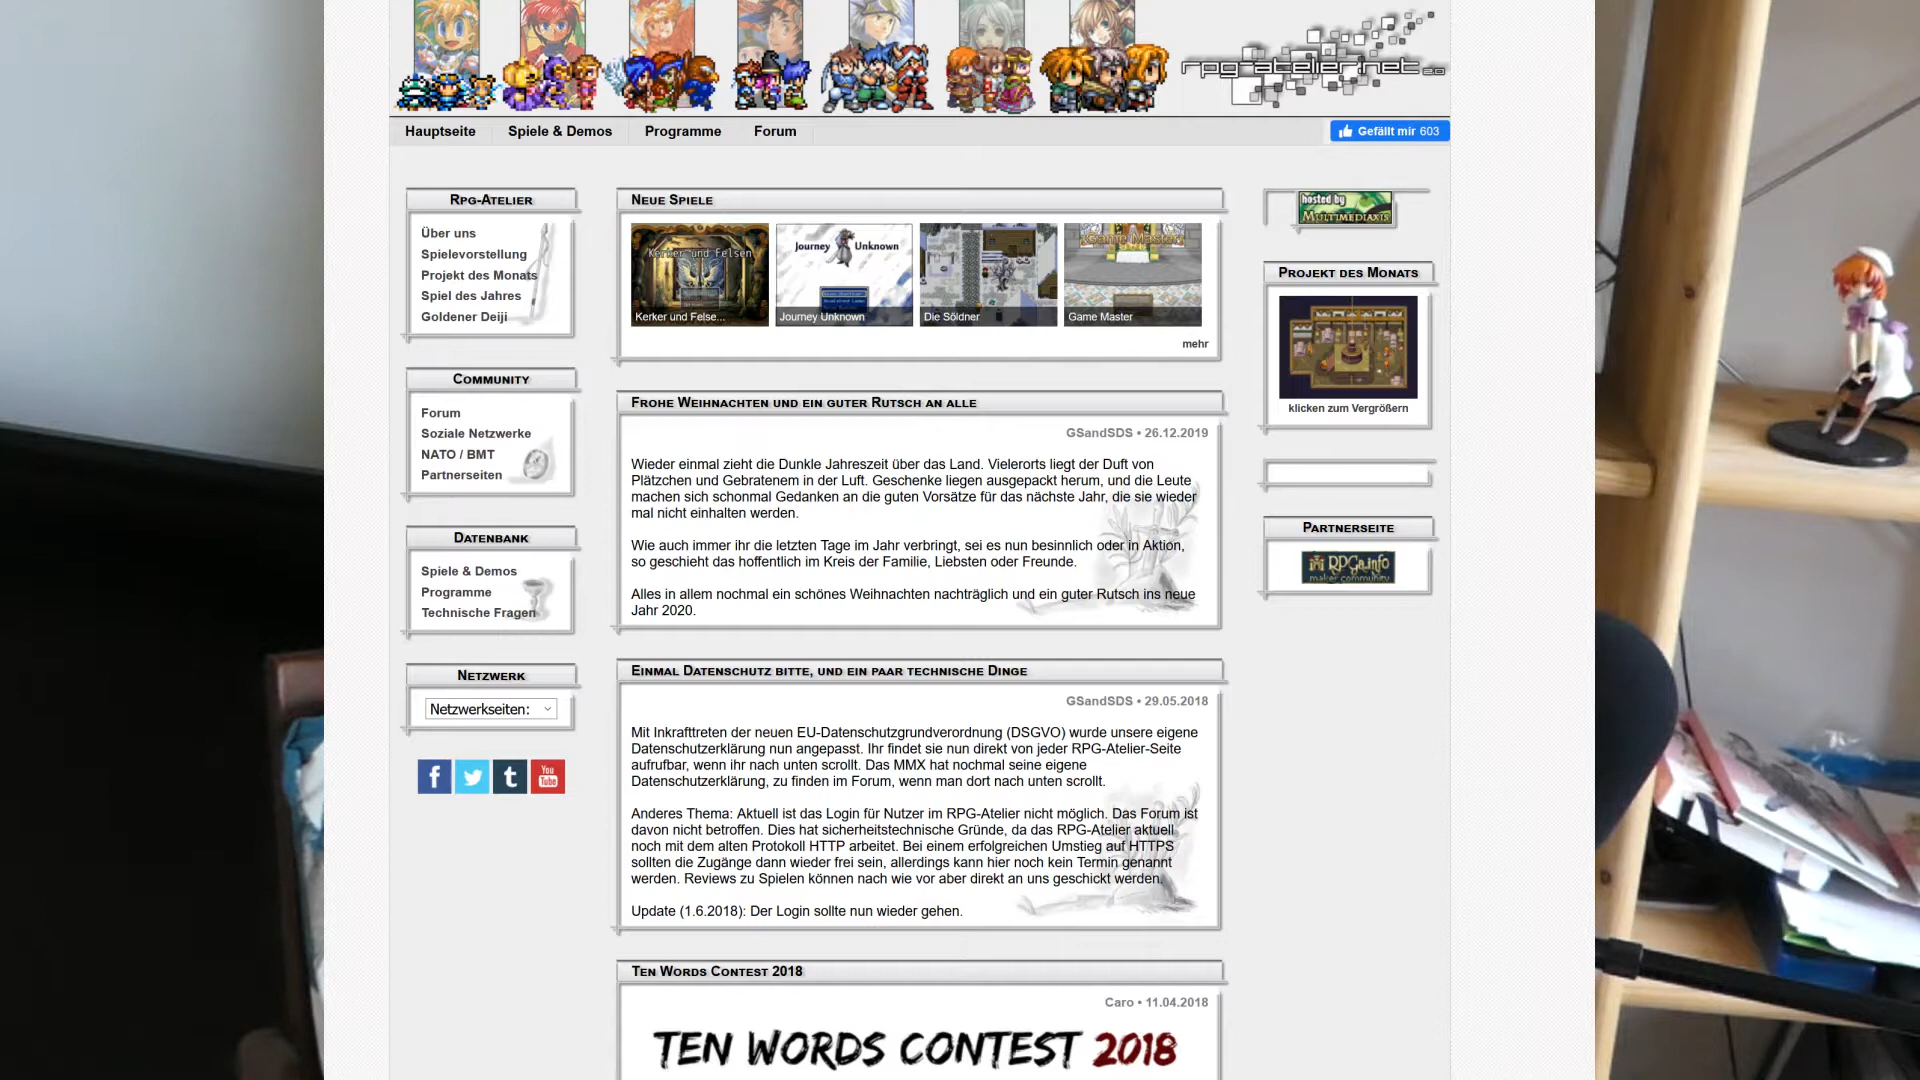 rpg-atelier.net 2.0
Hauptseite
Spiele & Demos
Programme
Forum
Gefällt mir 603
Rpg-Atelier
Über uns
Spielevorstellung
Projekt des Monats
Spiel des Jahres
Goldener Deiji
Community
Forum
Soziale Netzwerke
NATO / BMT
Partnerseiten
Datenbank
Spiele & Demos
Programme
Technische Fragen
Netzwerk
Netzwerkseiten:
You
Tube
Neue Spiele
Kerker und Felsen
Kerker und Felse...
Journey Unknown
Journey Unknown
Die Söldner
Game Master
Game Master
mehr
Frohe Weihnachten und ein guter Rutsch an alle
GSandSDS • 26.12.2019
Wieder einmal zieht die Dunkle Jahreszeit über das Land. Vielerorts liegt der Duft von
Plätzchen und Gebratenem in der Luft. Geschenke liegen ausgepackt herum, und die Leute
machen sich schonmal Gedanken an die guten Vorsätze für das nächste Jahr, die sie wieder
mal nicht einhalten werden.
Wie auch immer ihr die letzten Tage im Jahr verbringt, sei es nun besinnlich oder in Aktion,
so geschieht das hoffentlich im Kreis der Familie, Liebsten oder Freunde.
Alles in allem nochmal ein schönes Weihnachten nachträglich und ein guter Rutsch ins neue
Jahr 2020.
Einmal Datenschutz bitte, und ein paar technische Dinge
GSandSDS • 29.05.2018
Mit Inkrafttreten der neuen EU-Datenschutzgrundverordnung (DSGVO) wurde unsere eigene
Datenschutzerklärung nun angepasst. Ihr findet sie nun direkt von jeder RPG-Atelier-Seite
aufrufbar, wenn ihr nach unten scrollt. Das MMX hat nochmal seine eigene
Datenschutzerklärung, zu finden im Forum, wenn man dort nach unten scrollt.
Anderes Thema: Aktuell ist das Login für Nutzer im RPG-Atelier nicht möglich. Das Forum ist
davon nicht betroffen. Dies hat sicherheitstechnische Gründe, da das RPG-Atelier aktuell
noch mit dem alten Protokoll HTTP arbeitet. Bei einem erfolgreichen Umstieg auf HTTPS
sollten die Zugänge dann wieder frei sein, allerdings kann hier noch kein Termin genannt
werden. Reviews zu Spielen können nach wie vor aber direkt an uns geschickt werden.
Update (1.6.2018): Der Login sollte nun wieder gehen.
Ten Words Contest 2018
Caro • 11.04.2018
TEN WORDS CONTEST 2018
hosted by
Multimediaxis
Projekt des Monats
klicken zum Vergrößern
Partnerseite
RPGa.info
maker community